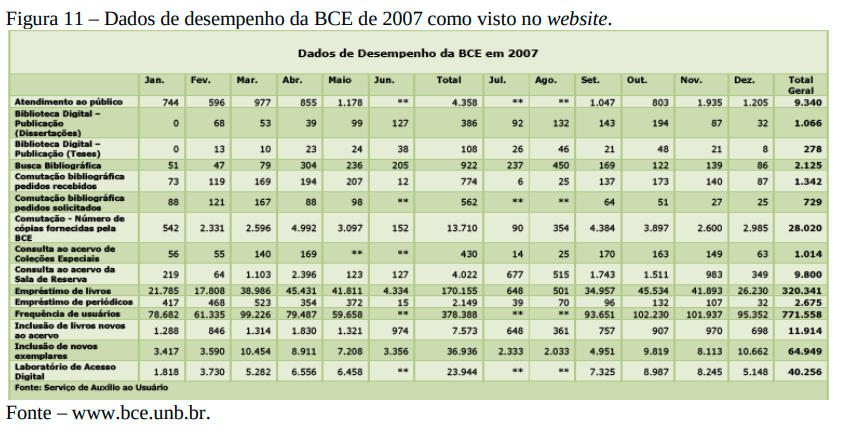 Figura 11 – Dados de desempenho da BCE de 2007 como visto no website.
Dados de Desempenho da BCE em 2007
Jan. Fev. Mar. Abr. Maio Jun. Total Jul. Ago. Set. Out. Nov. Dez. Total
Geral
Atendimento ao público 744 596 977 855 1.178 ** 4.358 ** ** 1.047 803 1.935 1.205 9.340
Biblioteca Digital –
Publicação 0 68 53 39 99 127 386 92 132 143 194 87 32 1.066
(Dissertações)
Biblioteca Digital –
Publicação (Teses) 0 13 10 23 24 38 108 26 46 21 48 21 8 278
Busca Bibliográfica 51 47 79 304 236 205 922 237 450 169 122 139 86 2.125
Comutação bibliográfica
pedidos recebidos 73 119 169 194 207 12 774 6 25 137 173 140 87 1.342
Comutação bibliográfica
pedidos solicitados 88 121 167 88 98 ** 562 ** ** 64 51 27 25 729
Comutação - Número de
cópias fornecidas pela 542 2.331 2.596 4.992 3.097 152 13.710 90 354 4.384 3.897 2.600 2.985 28.020
BCE
Consulta ao acervo de
Coleções Especiais 56 55 140 169 ** ** 430 14 25 170 163 149 63 1.014
Consulta ao acervo da
Sala de Reserva 219 64 1.103 2.396 123 127 4.022 677 515 1.743 1.511 983 349 9.800
Empréstimo de livros 21.785 17.808 38.986 45.431 41.811 4.334 170.155 648 501 34.957 45.534 41.893 26.230 320.341
Empréstimo de periódicos 417 468 523 354 372 15 2.149 39 70 96 132 107 32 2.675
Frequência de usuários 78.682 61.335 99.226 79.487 59.658 ** 378.388 ** ** 93.651 102.230 101.937 95.352 771.558
Inclusão de livros novos
ao acervo 1.288 846 1.314 1.830 1.321 974 7.573 648 361 757 907 970 698 11.914
Inclusão de novos
exemplares 3.417 3.590 10.454 8.911 7.208 3.356 36.936 2.333 2.033 4.951 9.819 8.113 10.662 64.949
Laboratório de Acesso
Digital 1.818 3.730 5.282 6.556 6.458 ** 23.944 ** ** 7.325 8.987 8.245 5.148 40.256
Fonte: Serviço de Auxílio ao Usuário
Fonte – www.bce.unb.br.